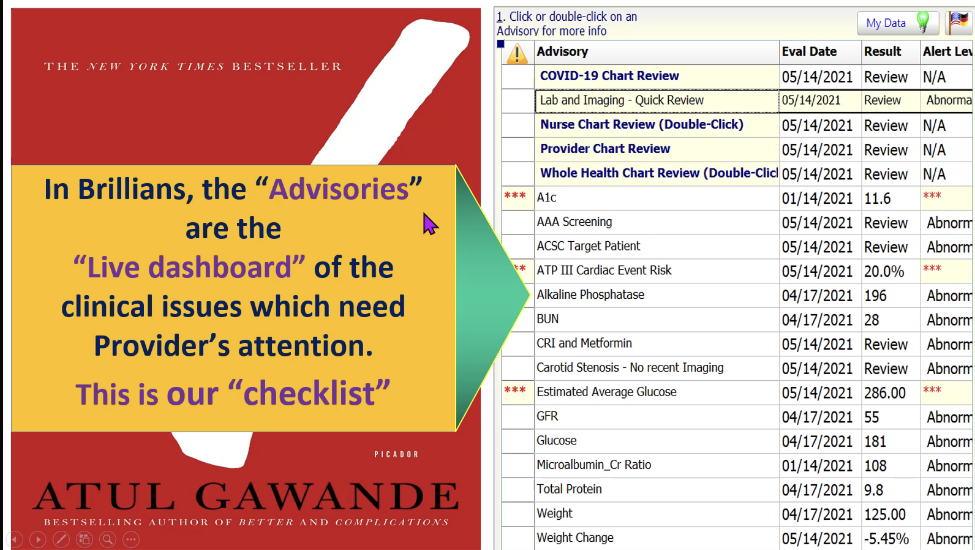 THE NEW YORK TIMES BESTSELLER
In Brillians, the “Advisories”
are the
“Live dashboard” of the
clinical issues which need
Provider’s attention.
This is our “checklist”
PICADOR
ATUL GAWANDE
BESTSELLING AUTHOR OF BETTER AND COMPLICATIONS
1. Click or double-click on an
Advisory for more info
My Data
Advisory Eval Date Result Alert Lev
COVID-19 Chart Review 05/14/2021 Review N/A
Lab and Imaging - Quick Review 05/14/2021 Review Abnorma
Nurse Chart Review (Double-Click) 05/14/2021 Review N/A
Provider Chart Review 05/14/2021 Review N/A
Whole Health Chart Review (Double-Clic 05/14/2021 Review N/A
*** A1c 01/14/2021 11.6 ***
AAA Screening 05/14/2021 Review Abnorm
ACSC Target Patient 05/14/2021 Review Abnorm
** ATP III Cardiac Event Risk 05/14/2021 20.0% ***
Alkaline Phosphatase 04/17/2021 196 Abnorm
BUN 04/17/2021 28 Abnorm
CRI and Metformin 05/14/2021 Review Abnorm
Carotid Stenosis - No recent Imaging 05/14/2021 Review Abnorm
*** Estimated Average Glucose 05/14/2021 286.00 ***
GFR 04/17/2021 55 Abnorm
Glucose 04/17/2021 181 Abnorm
Microalbumin_Cr Ratio 01/14/2021 108 Abnorm
Total Protein 04/17/2021 9.8 Abnorm
Weight 04/17/2021 125.00 Abnorm
Weight Change 05/14/2021 -5.45% Abnorm